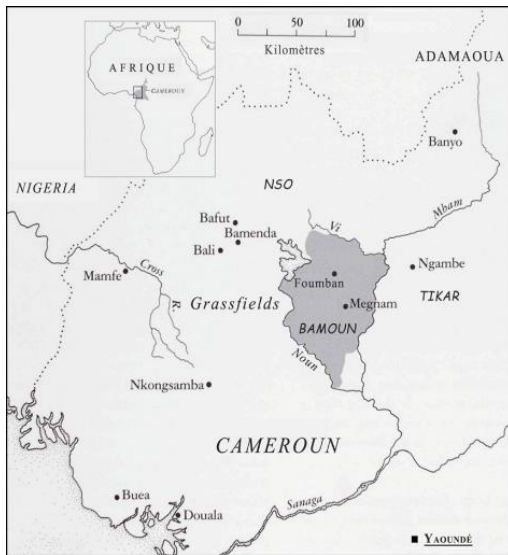 0 50 100
Kilomètres
AFRIQUE
CAMEROUN
ADAMAOUA
Banyo
NIGERIA
NSO
Mbam
Bafut
Bamenda
Bali
Vi
Cross
R.
Mamfe
Foumban
Ngambe
Grassfields
Megnam
TIKAR
BAMOUN
Noun
Nkongsamba
CAMEROUN
Buea
Douala
Sanaga
YAOUNDÉ